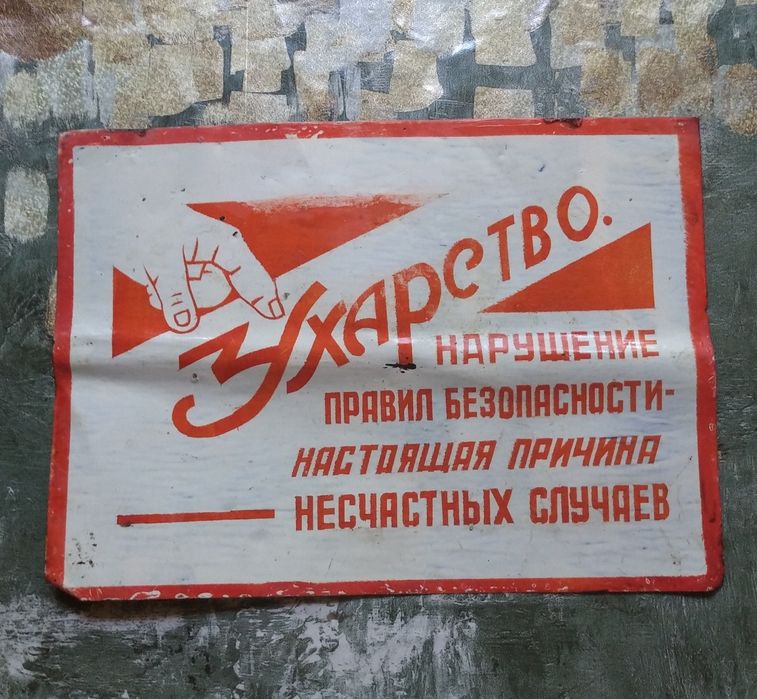 УХАРСТВО.
НАРУШЕНИЕ
ПРАВИЛ БЕЗОПАСНОСТИ-
НАСТОЯЩАЯ ПРИЧИНА
НЕСЧАСТНЫХ СЛУЧАЕВ